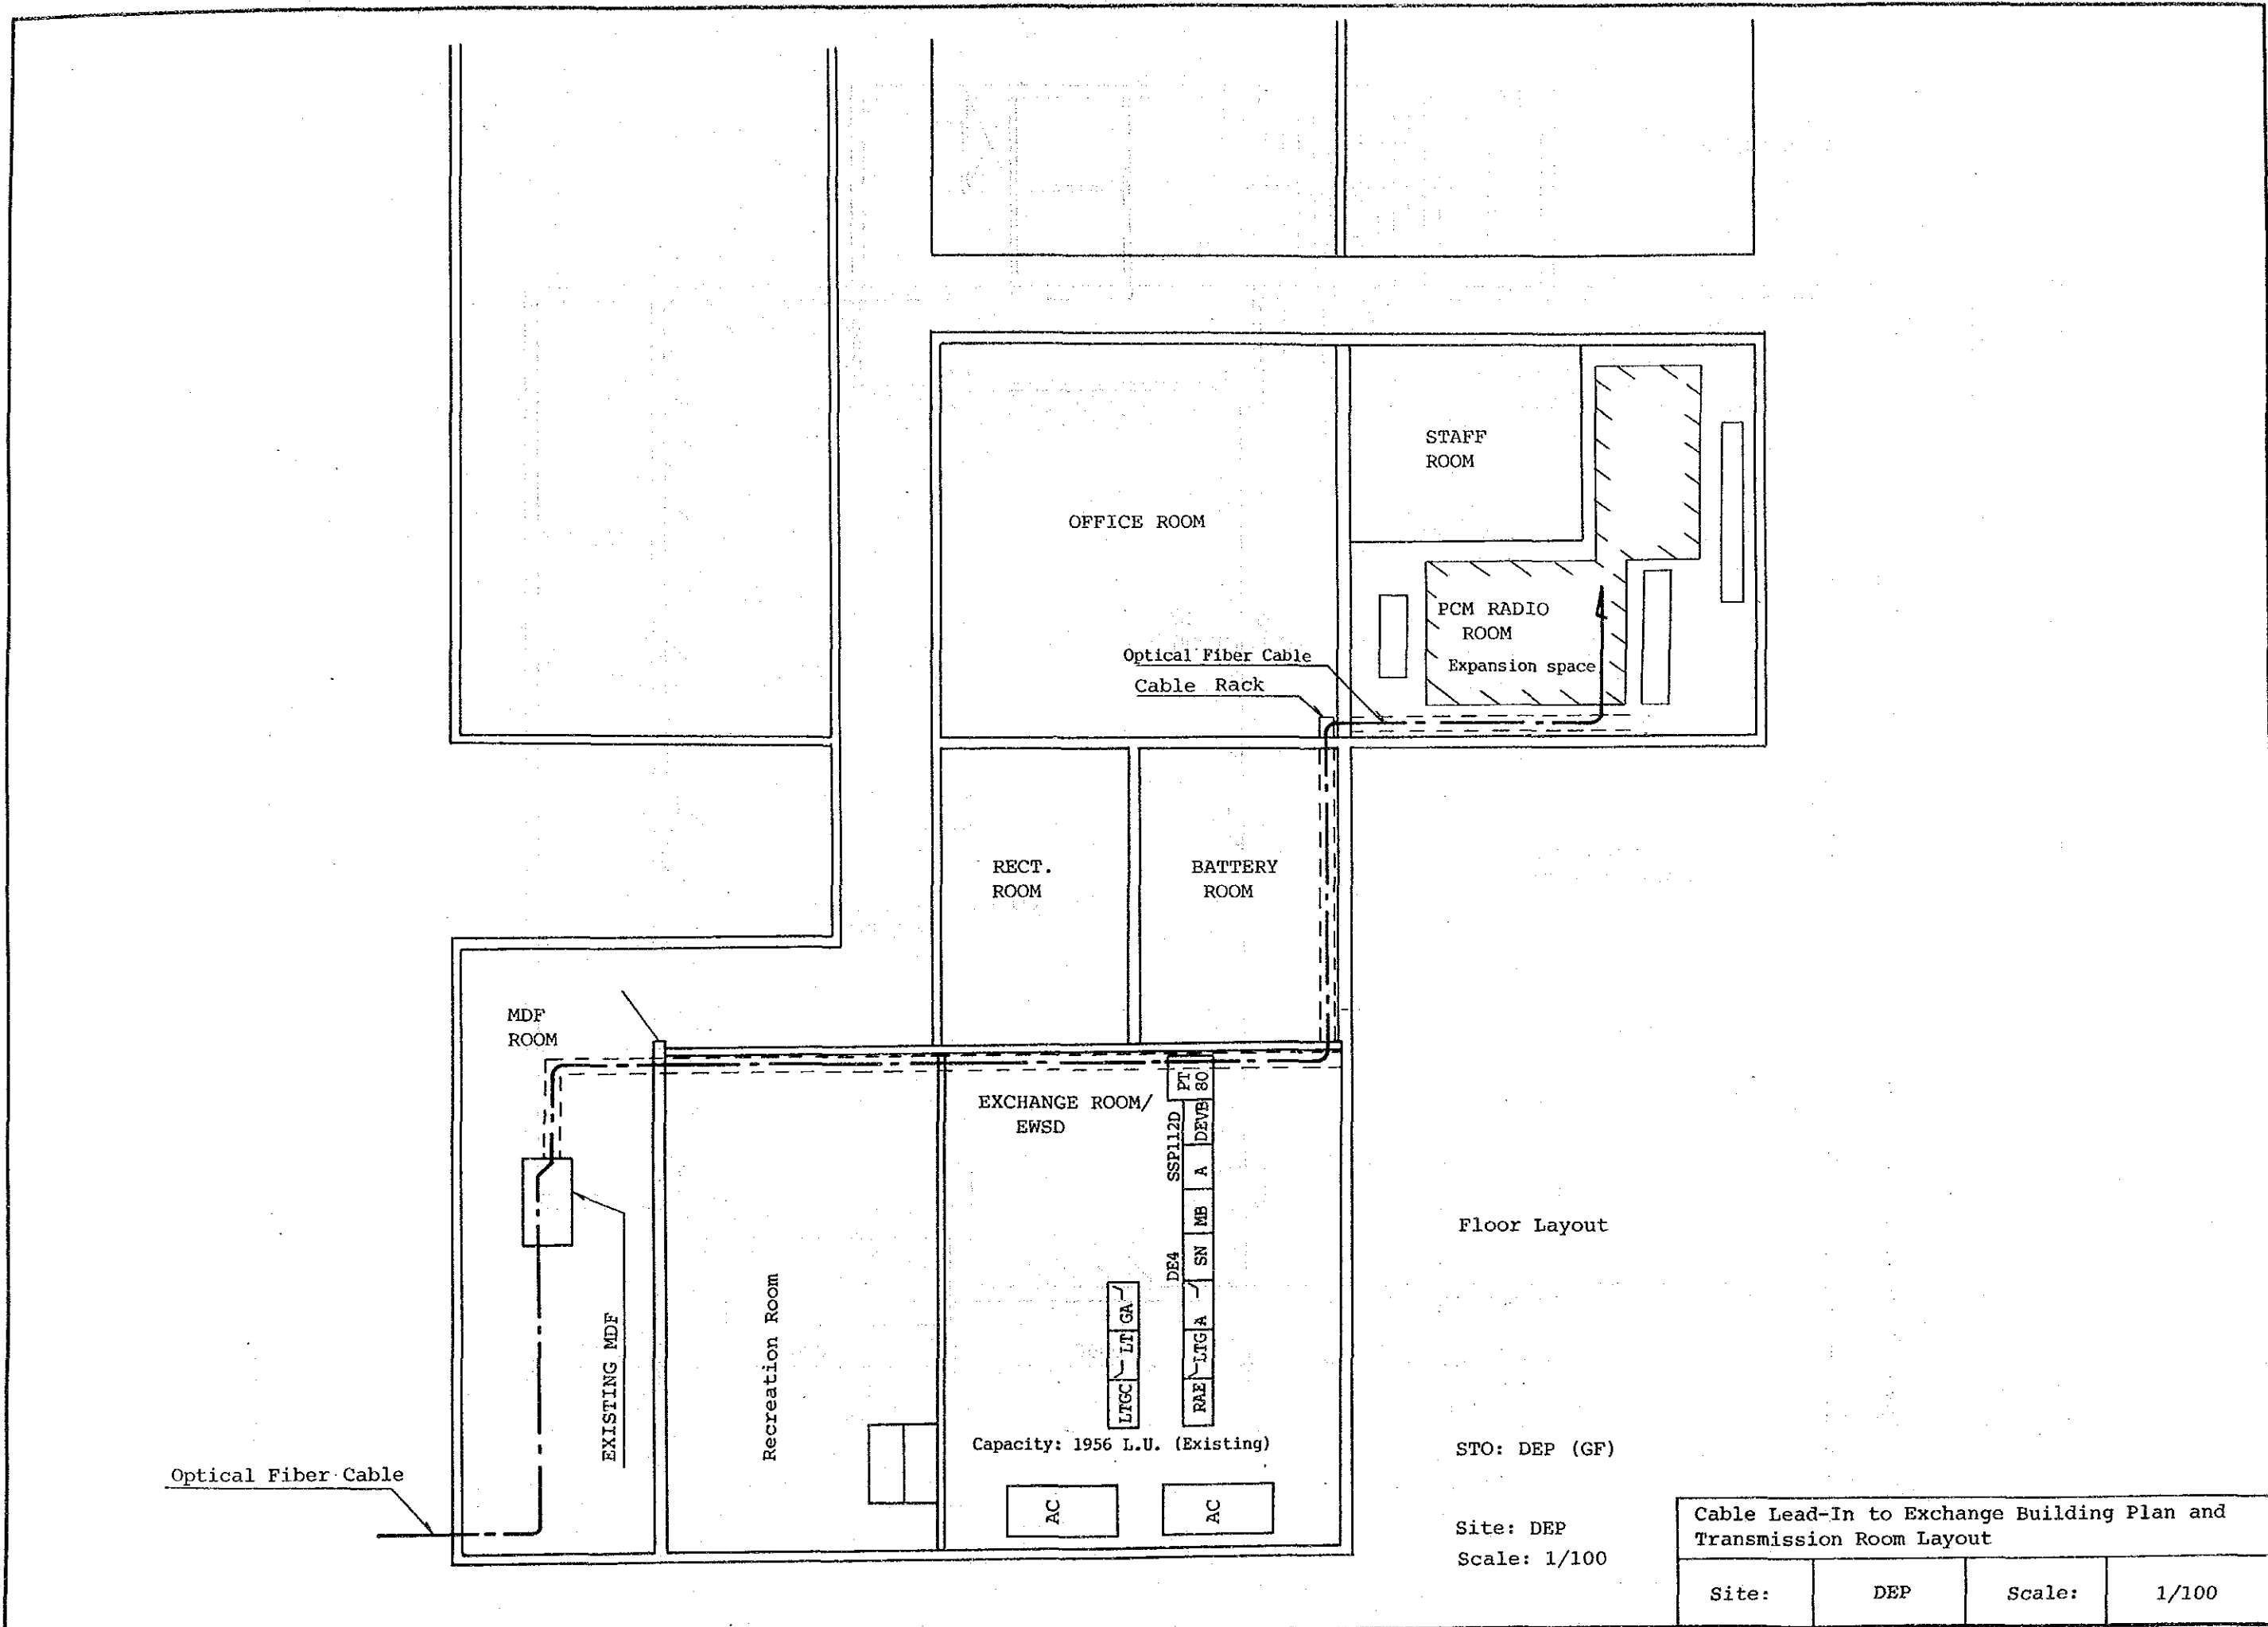 STAFF
ROOM
OFFICE ROOM
PCM RADIO
ROOM
Expansion space
Optical Fiber Cable
Cable Rack
RECT.
ROOM
BATTERY
ROOM
MDF
ROOM
EXISTING MDF
Optical Fiber Cable
Recreation Room
EXCHANGE ROOM/
EWSD
PT
80
SSP112D
DEVB
A
MB
DE4
SN
LTG A
RAE
GA
LT
LTGC
Capacity: 1956 L.U. (Existing)
AC
AC
Floor Layout
STO: DEP (GF)
Site: DEP
Scale: 1/100
Cable Lead-In to Exchange Building Plan and
Transmission Room Layout
Site: DEP Scale: 1/100